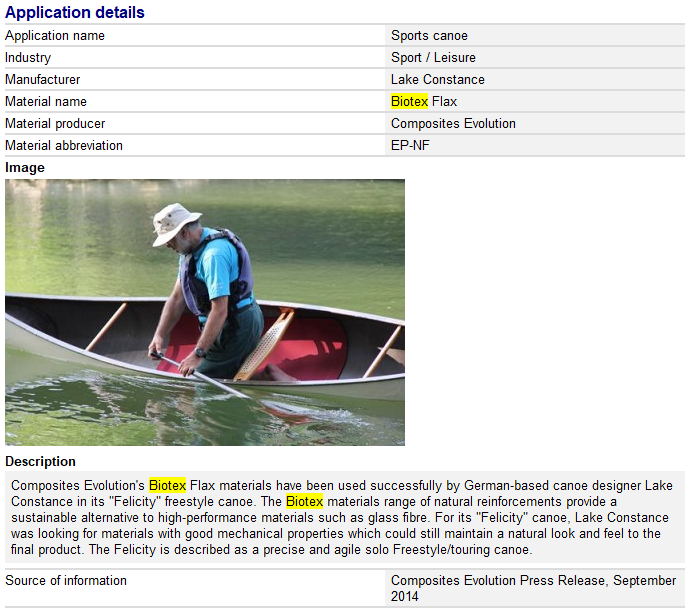 Application details
Application name Sports canoe
Industry Sport / Leisure
Manufacturer Lake Constance
Material name Biotex Flax
Material producer Composites Evolution
Material abbreviation EP-NF
Image
Description
Composites Evolution's Biotex Flax materials have been used successfully by German-based canoe designer Lake
Constance in its "Felicity" freestyle canoe. The Biotex materials range of natural reinforcements provide a
sustainable alternative to high-performance materials such as glass fibre. For its "Felicity" canoe, Lake Constance
was looking for materials with good mechanical properties which could still maintain a natural look and feel to the
final product. The Felicity is described as a precise and agile solo Freestyle/touring canoe.
Source of information Composites Evolution Press Release, September
2014